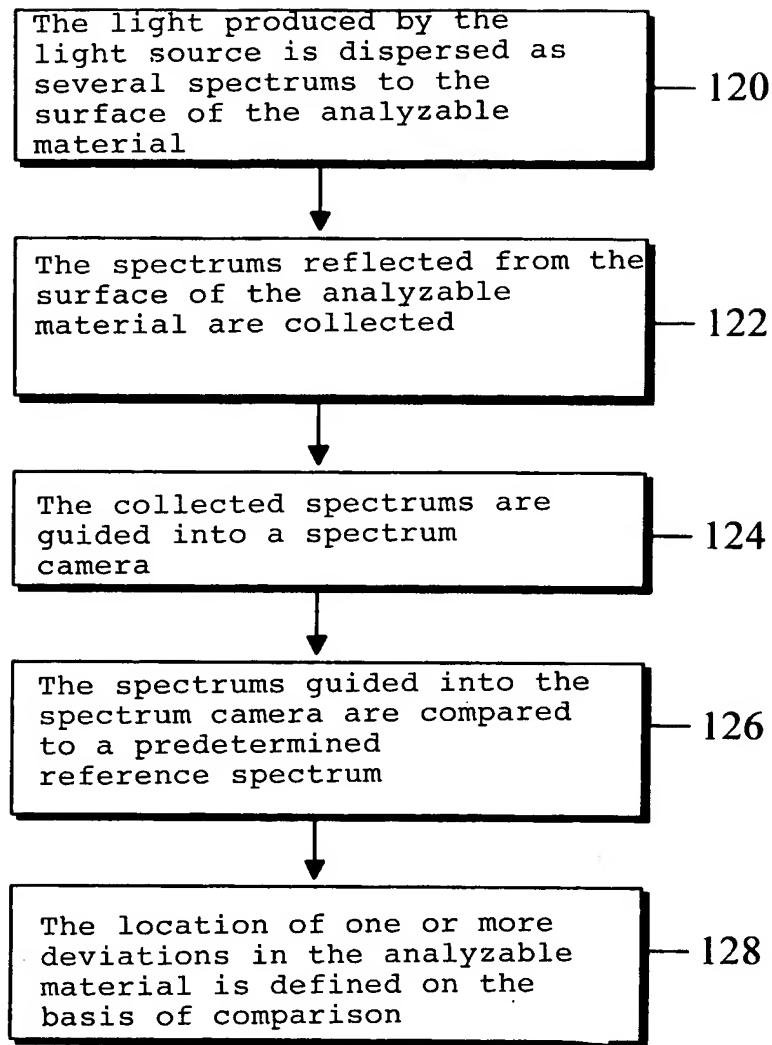 The light produced by the
light source is dispersed as
several spectrums to the
surface of the analyzable
material
120
The spectrums reflected from the
surface of the analyzable
material are collected
122
The collected spectrums are
guided into a spectrum
camera
124
The spectrums guided into the
spectrum camera are compared
to a predetermined
reference spectrum
126
The location of one or more
deviations in the analyzable
material is defined on the
basis of comparison
128